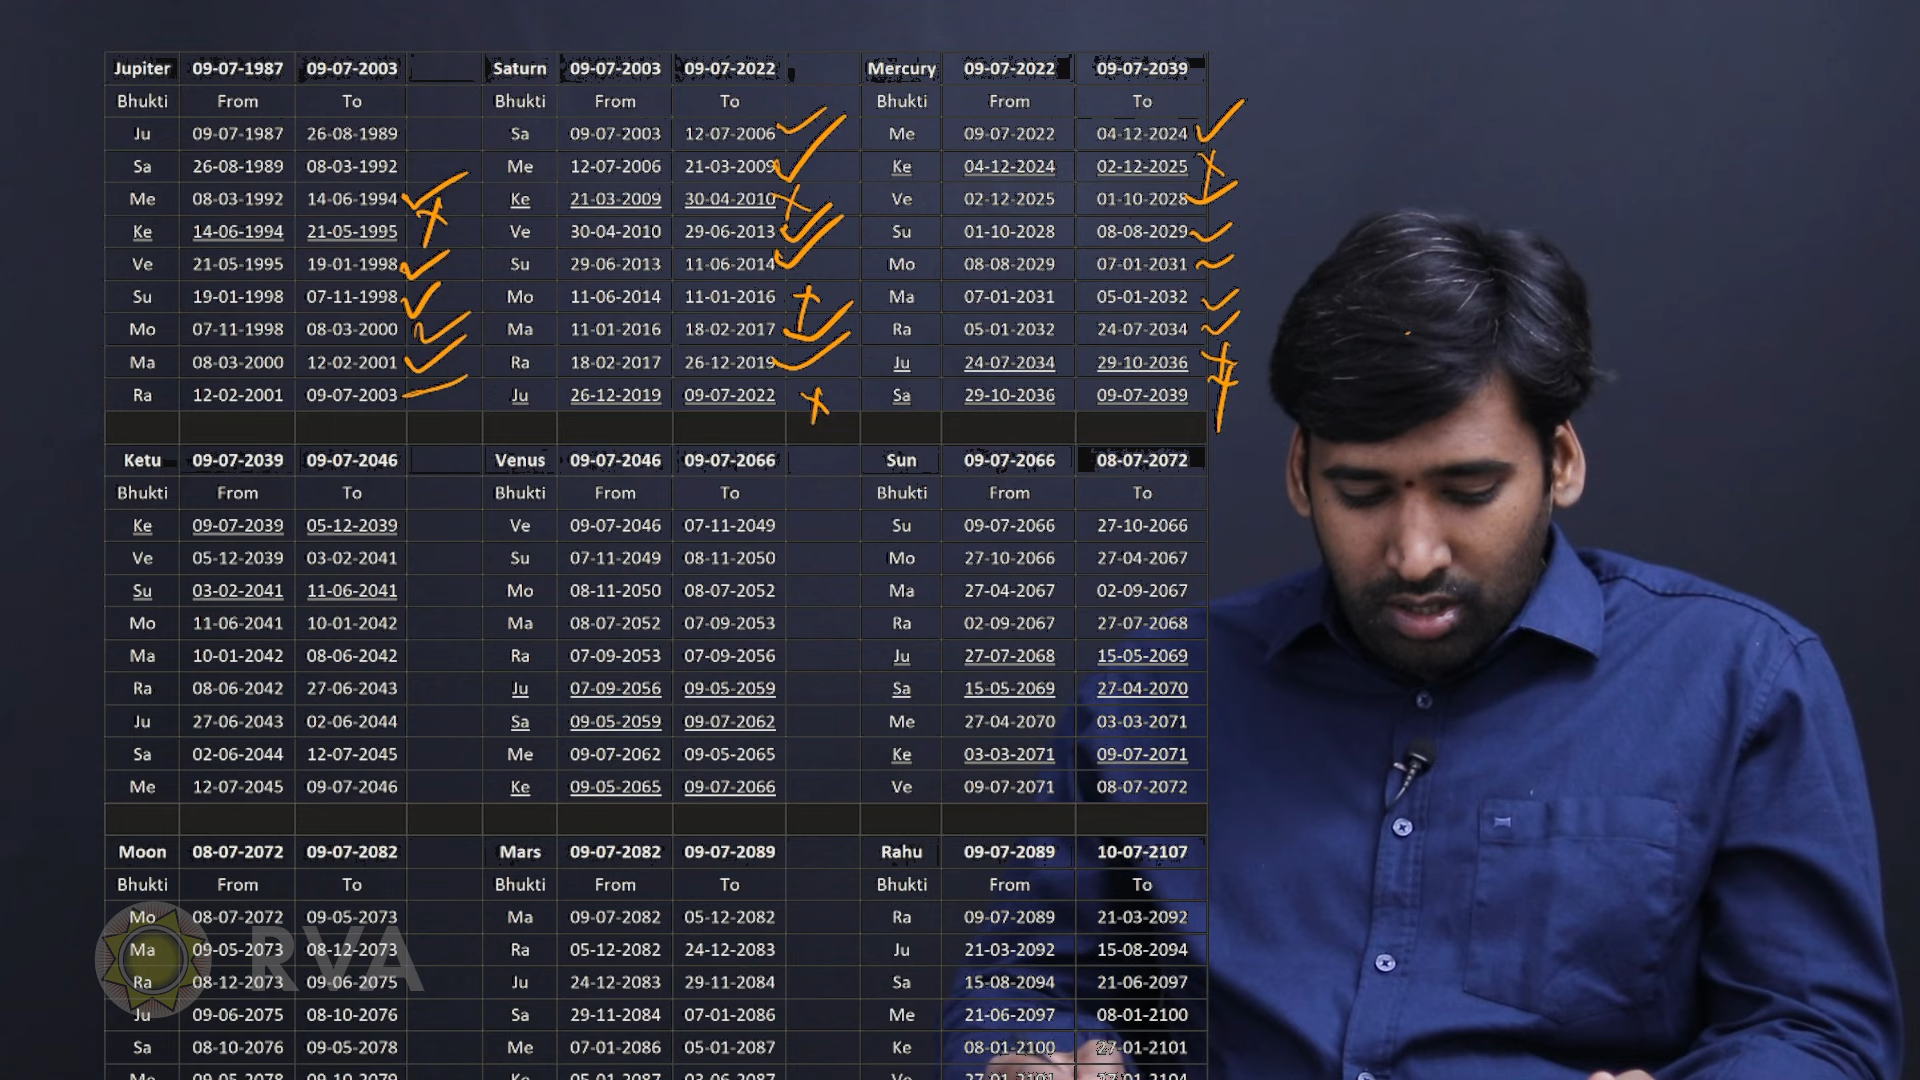 Jupiter 09-07-1987 09-07-2003 Saturn 09-07-2003 09-07-2022 Mercury 09-07-2022 09-07-2039
Bhukti From To Bhukti From To Bhukti From To
Ju 09-07-1987 26-08-1989 Sa 09-07-2003 12-07-2006 Me 09-07-2022 04-12-2024
Sa 26-08-1989 08-03-1992 Me 12-07-2006 21-03-2009 Ke 04-12-2024 02-12-2025
Me 08-03-1992 14-06-1994 Ke 21-03-2009 30-04-2010 Ve 02-12-2025 01-10-2028
Ke 14-06-1994 21-05-1995 Ve 30-04-2010 29-06-2013 Su 01-10-2028 08-08-2029
Ve 21-05-1995 19-01-1998 Su 29-06-2013 11-06-2014 Mo 08-08-2029 07-01-2031
Su 19-01-1998 07-11-1998 Mo 11-06-2014 11-01-2016 Ma 07-01-2031 05-01-2032
Mo 07-11-1998 08-03-2000 Ma 11-01-2016 18-02-2017 Ra 05-01-2032 24-07-2034
Ma 08-03-2000 12-02-2001 Ra 18-02-2017 26-12-2019 Ju 24-07-2034 29-10-2036
Ra 12-02-2001 09-07-2003 Ju 26-12-2019 09-07-2022 Sa 29-10-2036 09-07-2039
Ketu 09-07-2039 09-07-2046 Venus 09-07-2046 09-07-2066 Sun 09-07-2066 08-07-2072
Bhukti From To Bhukti From To Bhukti From To
Ke 09-07-2039 05-12-2039 Ve 09-07-2046 07-11-2049 Su 09-07-2066 27-10-2066
Ve 05-12-2039 03-02-2041 Su 07-11-2049 08-11-2050 Mo 27-10-2066 27-04-2067
Su 03-02-2041 11-06-2041 Mo 08-11-2050 08-07-2052 Ma 27-04-2067 02-09-2067
Mo 11-06-2041 10-01-2042 Ma 08-07-2052 07-09-2053 Ra 02-09-2067 27-07-2068
Ma 10-01-2042 08-06-2042 Ra 07-09-2053 07-09-2056 Ju 27-07-2068 15-05-2069
Ra 08-06-2042 27-06-2043 Ju 07-09-2056 09-05-2059 Sa 15-05-2069 27-04-2070
Ju 27-06-2043 02-06-2044 Sa 09-05-2059 09-07-2062 Me 27-04-2070 03-03-2071
Sa 02-06-2044 12-07-2045 Me 09-07-2062 09-05-2065 Ke 03-03-2071 09-07-2071
Me 12-07-2045 09-07-2046 Ke 09-05-2065 09-07-2066 Ve 09-07-2071 08-07-2072
Moon 08-07-2072 09-07-2082 Mars 09-07-2082 09-07-2089 Rahu 09-07-2089 10-07-2107
Bhukti From To Bhukti From To Bhukti From To
Mo 08-07-2072 09-05-2073 Ma 09-07-2082 05-12-2082 Ra 09-07-2089 21-03-2092
Ma 09-05-2073 08-12-2073 Ra 05-12-2082 24-12-2083 Ju 21-03-2092 15-08-2094
Ra 08-12-2073 09-06-2075 Ju 24-12-2083 29-11-2084 Sa 15-08-2094 21-06-2097
Ju 09-06-2075 08-10-2076 Sa 29-11-2084 07-01-2086 Me 21-06-2097 08-01-2100
Sa 08-10-2076 09-05-2078 Me 07-01-2086 05-01-2087 Ke 08-01-2100 27-01-2101
RVA